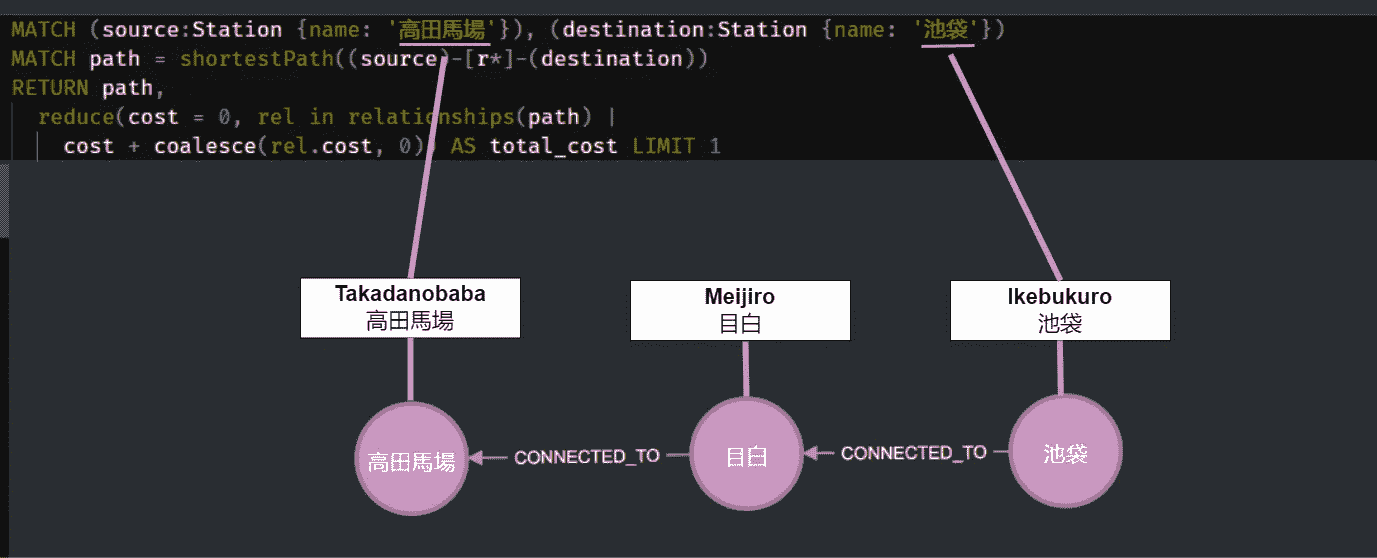 MATCH (source:Station {name: '高田馬場'}), (destination:Station {name: '池袋'})
MATCH path = shortestPath((source)-[r*]-(destination))
RETURN path,
reduce(cost = 0, rel in relationships(path) |
cost + coalesce(rel.cost, 0)) AS total_cost LIMIT 1
Takadanobaba
高田馬場
Meijiro
目白
Ikebukuro
池袋
高田馬場
CONNECTED_TO
目白
CONNECTED_TO
池袋